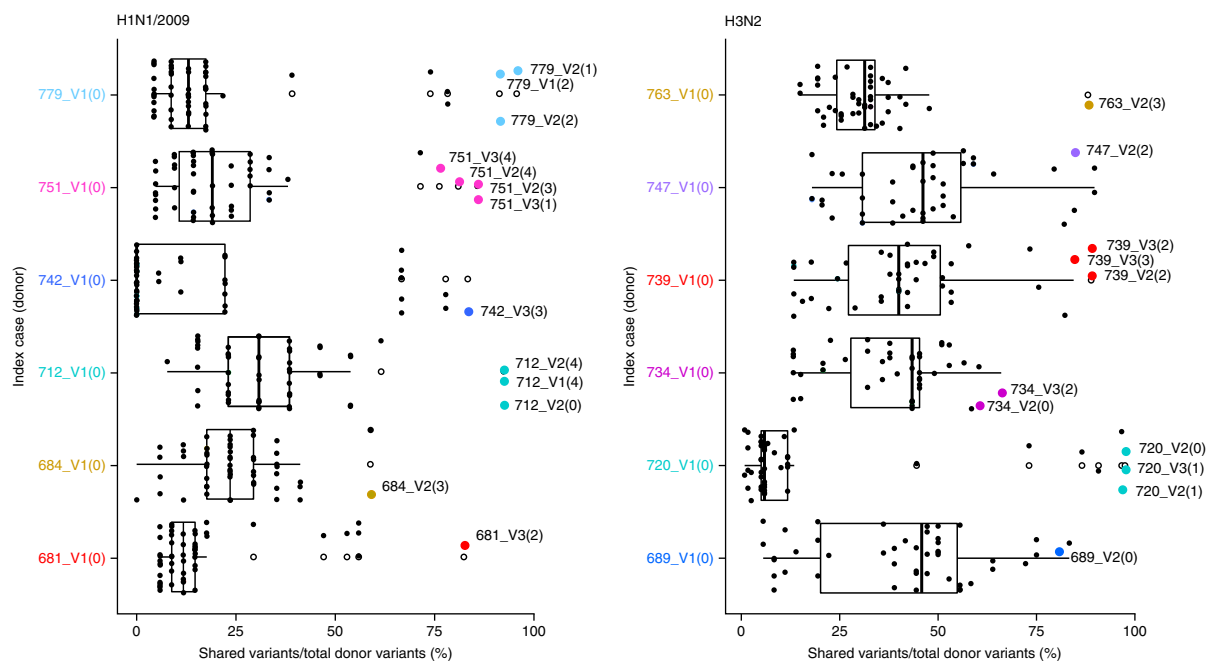 H1N1/2009
Index case (donor)
779_V1(0)
751_V1(0)
742_V1(0)
712_V1(0)
684_V1(0)
681_V1(0)
779_V2(1)
779_V1(2)
779_V2(2)
751_V3(4)
751_V2(4)
751_V2(3)
751_V3(1)
742_V3(3)
712_V2(4)
712_V1(4)
712_V2(0)
684_V2(3)
681_V3(2)
0 25 50 75 100
Shared variants/total donor variants (%)
H3N2
Index case (donor)
763_V1(0)
747_V1(0)
739_V1(0)
734_V1(0)
720_V1(0)
689_V1(0)
763_V2(3)
747_V2(2)
739_V3(2)
739_V3(3)
739_V2(2)
734_V3(2)
734_V2(0)
720_V2(0)
720_V3(1)
720_V2(1)
689_V2(0)
0 25 50 75 100
Shared variants/total donor variants (%)